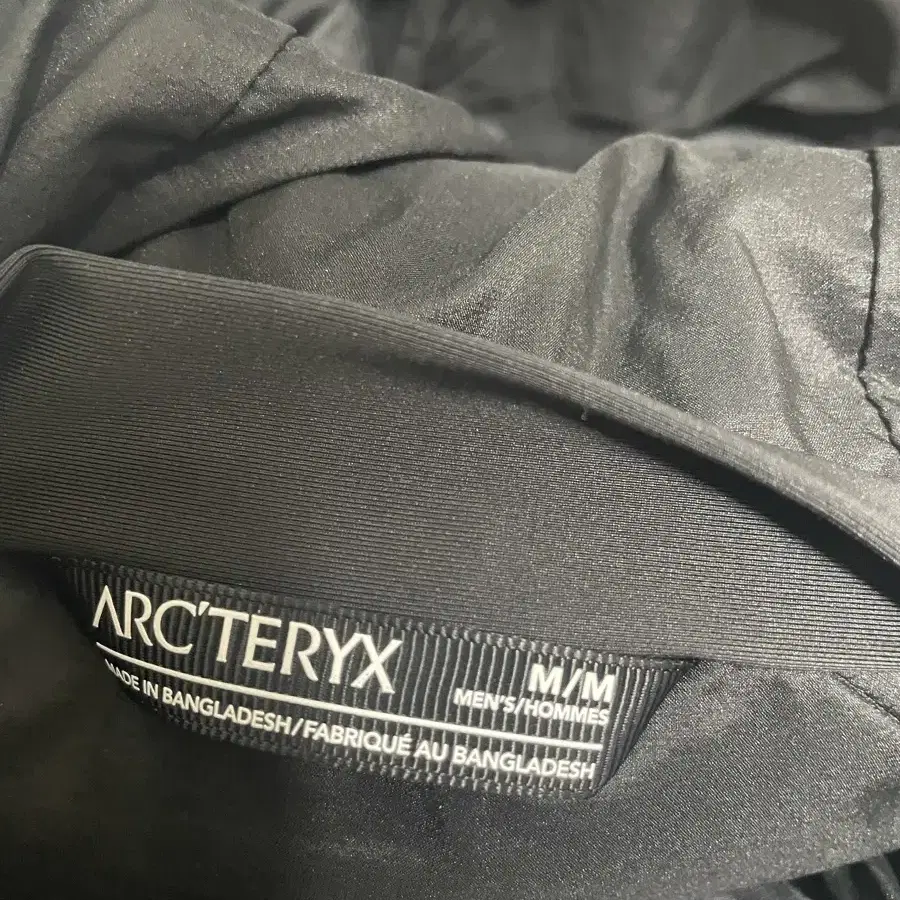 ARC'TERYX
M/M
MEN'S/HOMMES
MADE IN BANGLADESH/FABRIQUÉ AU BANGLADESH